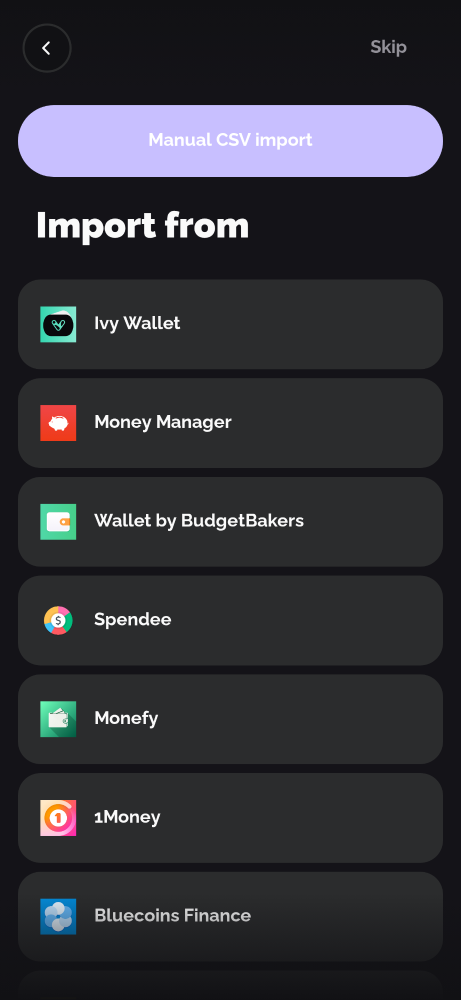 Skip
Manual CSV import
Import from
Ivy Wallet
Money Manager
Wallet by BudgetBakers
Spendee
Monefy
1Money
Bluecoins Finance